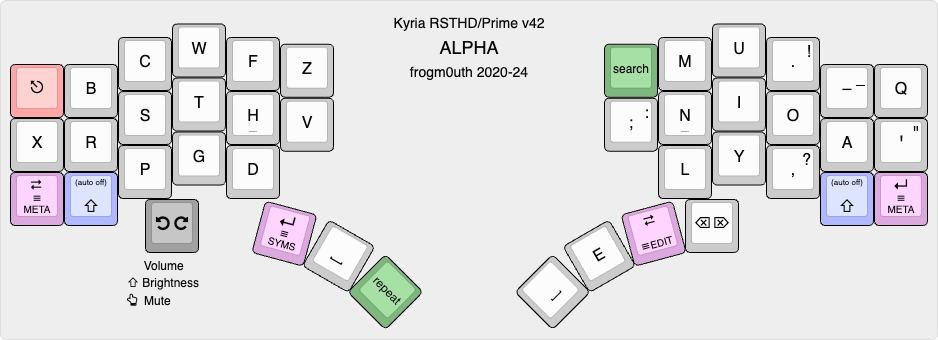 Kyria RSTHD/Prime v42
ALPHA
frogm0uth 2020-24
B C W F Z
search M U . ! – — Q
X R S T H V
; : N I O A ' "
META
(auto off)
P G D
L Y , ?
(auto off)
META
SYMS
repeat
E
EDIT
Volume
Brightness
Mute